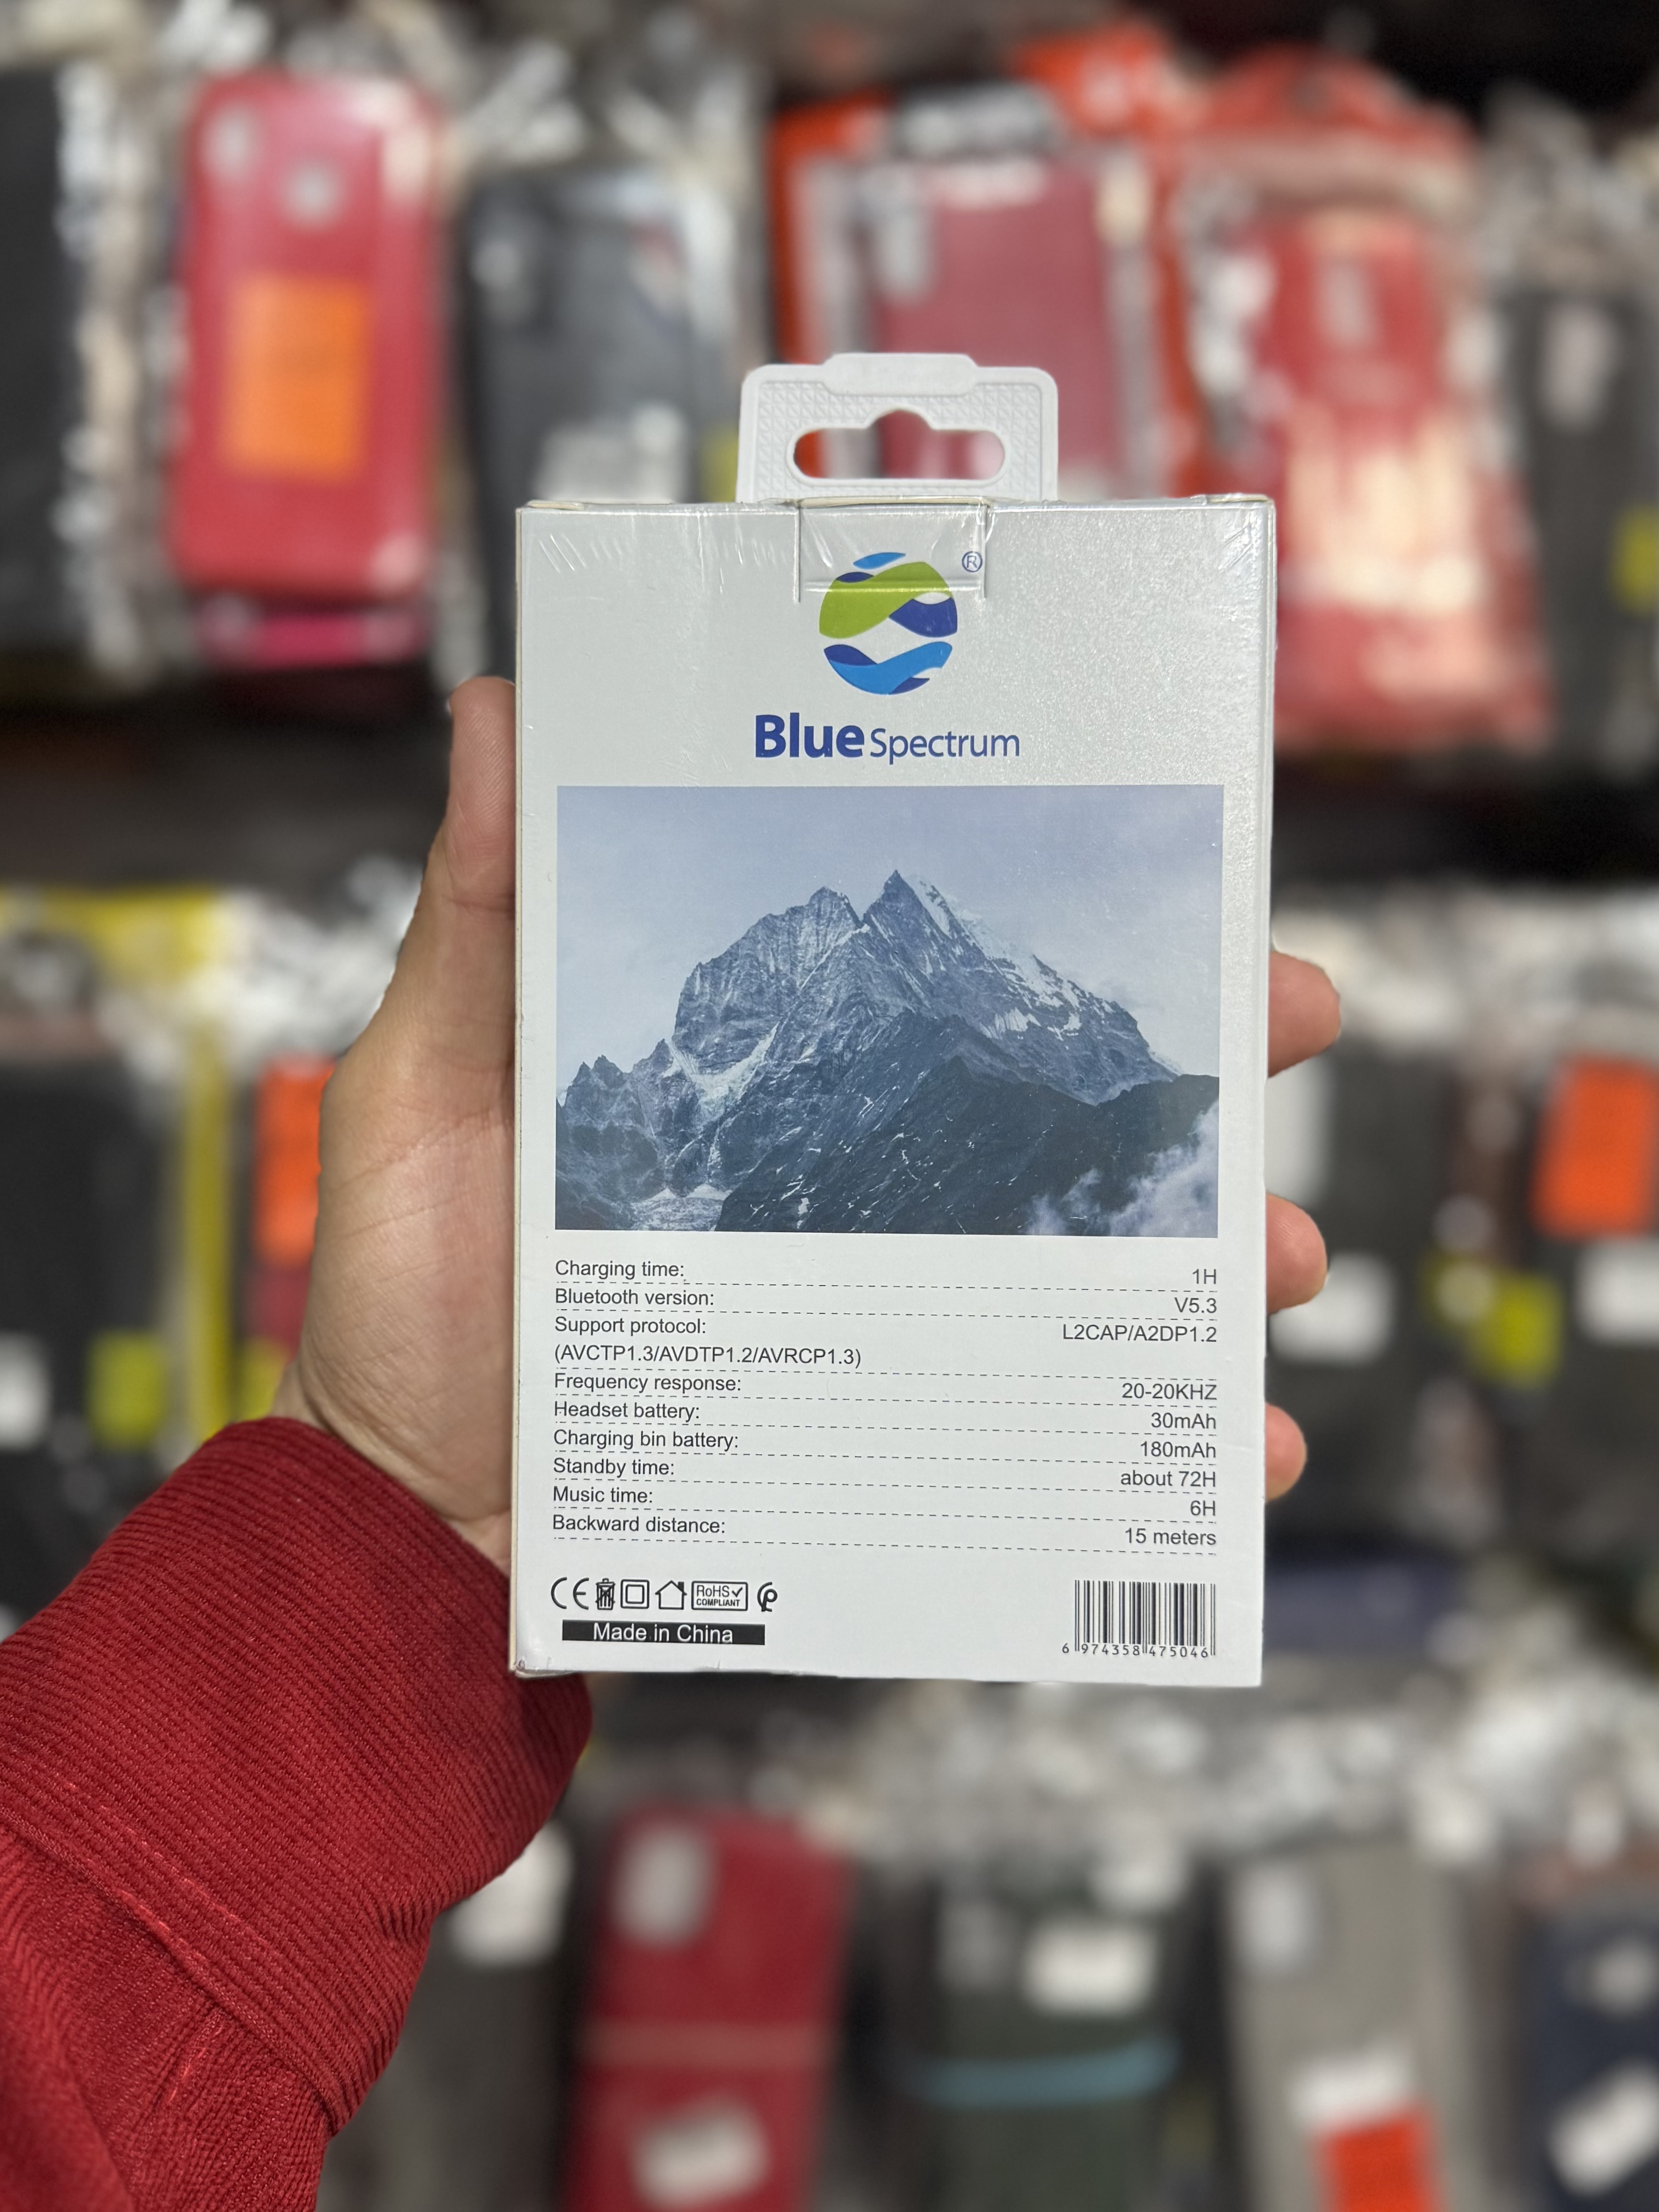 ®
Blue Spectrum
Charging time: 1H
Bluetooth version: V5.3
Support protocol: L2CAP/A2DP1.2
(AVCTP1.3/AVDTP1.2/AVRCP1.3)
Frequency response: 20-20KHZ
Headset battery: 30mAh
Charging bin battery: 180mAh
Standby time: about 72H
Music time: 6H
Backward distance: 15 meters
CE RoHS COMPLIANT
Made in China
6 974358 475046